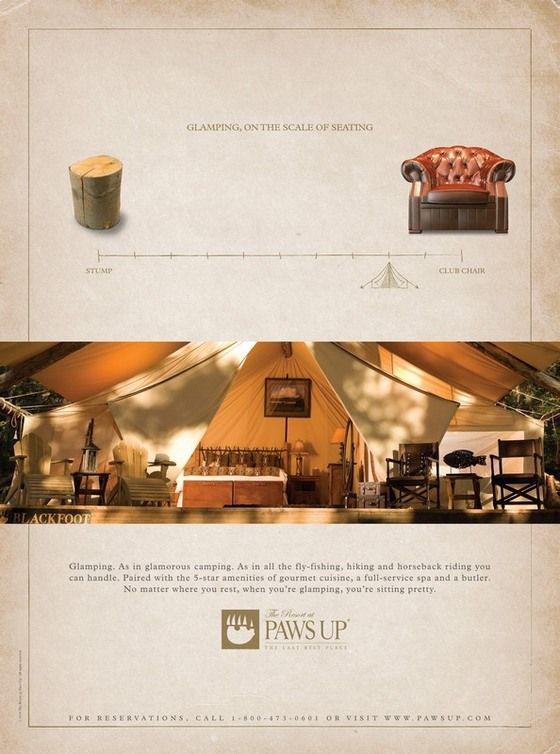 GLAMPING, ON THE SCALE OF SEATING
STUMP
CLUB CHAIR
BLACKFOOT
Glamping. As in glamorous camping. As in all the fly-fishing, hiking and horseback riding you
can handle. Paired with the 5-star amenities of gourmet cuisine, a full-service spa and a butler.
No matter where you rest, when you're glamping, you're sitting pretty.
The Resort at
PAWS UP®
THE LAST BEST PLACE
FOR RESERVATIONS, CALL 1-800-473-0601 OR VISIT WWW.PAWSUP.COM